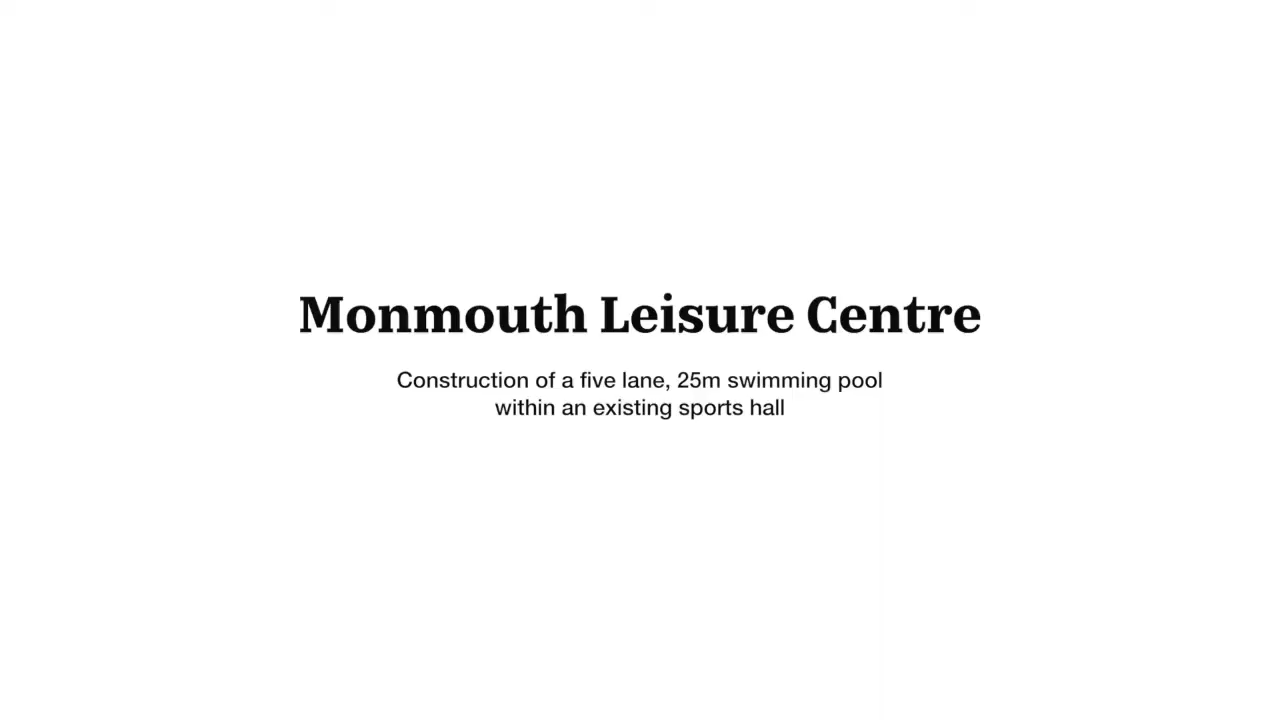 Monmouth Leisure Centre
Construction of a five lane, 25m swimming pool
within an existing sports hall